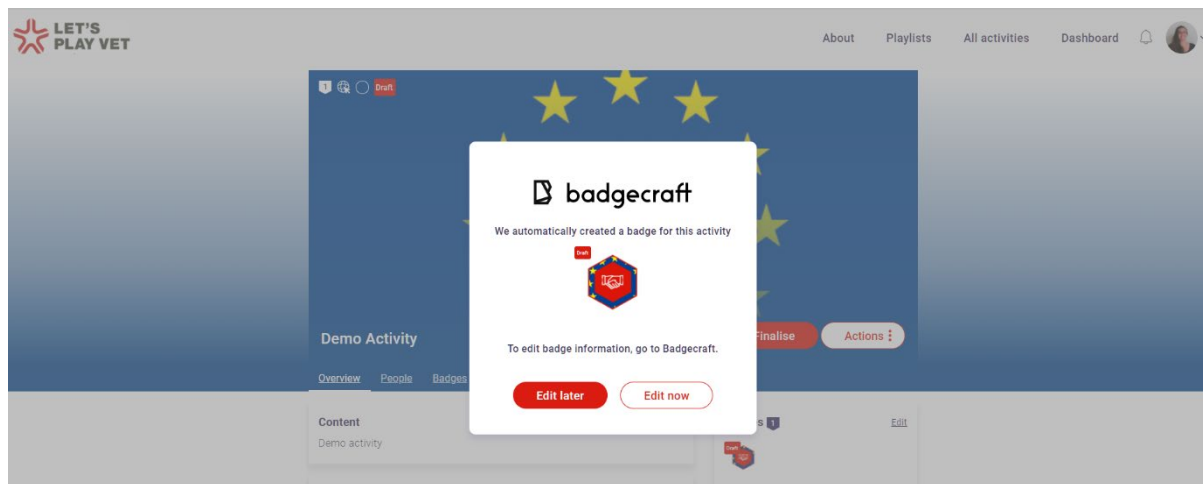 LET'S
PLAY VET
About Playlists All activities Dashboard
1 Draft
badgecraft
We automatically created a badge for this activity
Draft
To edit badge information, go to Badgecraft.
Edit later Edit now
Demo Activity
Finalise Actions
Overview People Badges
Content
Demo activity
s 1 Edit
Draft